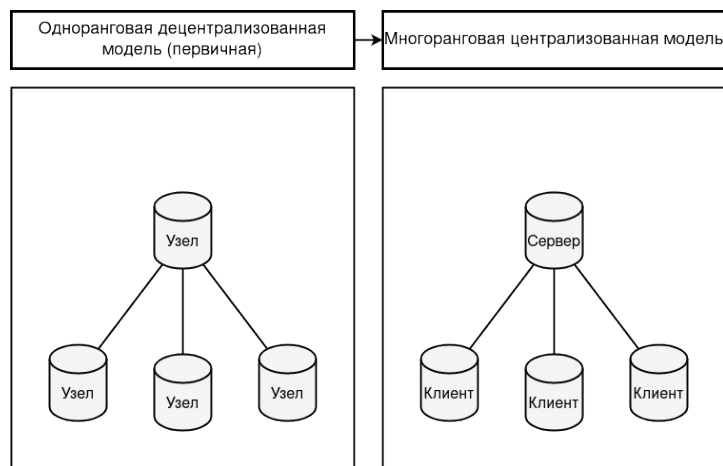 Одноранговая децентрализованная
модель (первичная)
Многоранговая централизованная модель
Узел
Узел
Узел
Узел
Сервер
Клиент
Клиент
Клиент